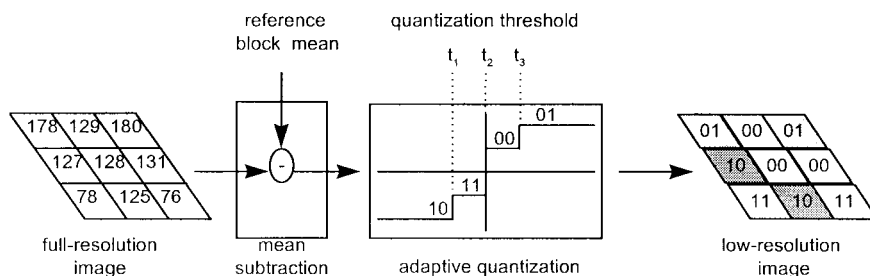 reference
block mean
quantization threshold
t1 t2 t3
178 129 180
127 128 131
78 125 76
-
01
00
11
10
01 00 01
10 00 00
11 10 11
full-resolution
image
mean
subtraction
adaptive quantization
low-resolution
image